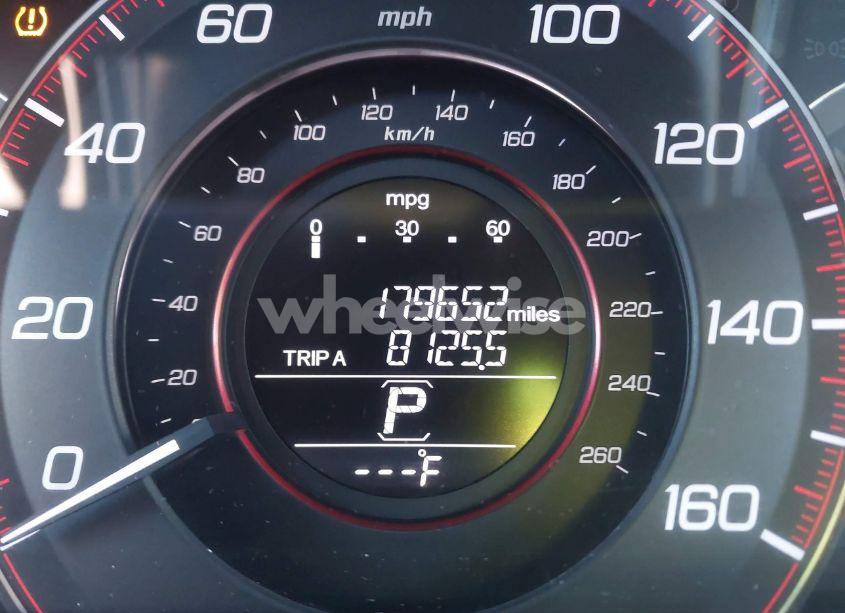 60 mph 100
40 120
20 140
0 160
100 120 140 160
km/h
80 180
60 200
40 220
20 240
260
mpg
0 30 60
179652 miles
TRIP A 8125.5
P
---°F
wheelwise